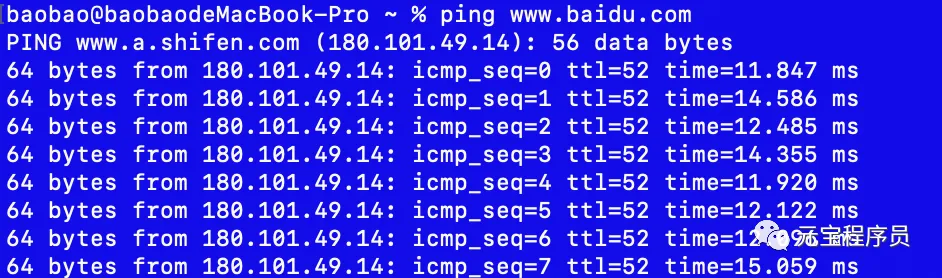 baobao@baobaodeMacBook-Pro ~ % ping www.baidu.com
PING www.a.shifen.com (180.101.49.14): 56 data bytes
64 bytes from 180.101.49.14: icmp_seq=0 ttl=52 time=11.847 ms
64 bytes from 180.101.49.14: icmp_seq=1 ttl=52 time=14.586 ms
64 bytes from 180.101.49.14: icmp_seq=2 ttl=52 time=12.485 ms
64 bytes from 180.101.49.14: icmp_seq=3 ttl=52 time=14.355 ms
64 bytes from 180.101.49.14: icmp_seq=4 ttl=52 time=11.920 ms
64 bytes from 180.101.49.14: icmp_seq=5 ttl=52 time=12.122 ms
64 bytes from 180.101.49.14: icmp_seq=6 ttl=52
元宝程序员
64 bytes from 180.101.49.14: icmp_seq=7 ttl=52 time=15.059 ms